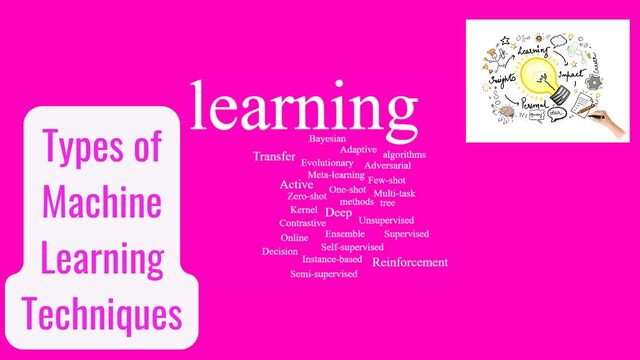 Types of
Machine
Learning
Techniques
learning
Bayesian
Transfer
Adaptive
algorithms
Evolutionary
Adversarial
Meta-learning
Few-shot
Active
One-shot
Multi-task
Zero-shot
methods
tree
Kernel
Deep
Unsupervised
Contrastive
Online
Ensemble
Supervised
Decision
Self-supervised
Instance-based
Reinforcement
Semi-supervised
Learning
Insights
Impact
Personal